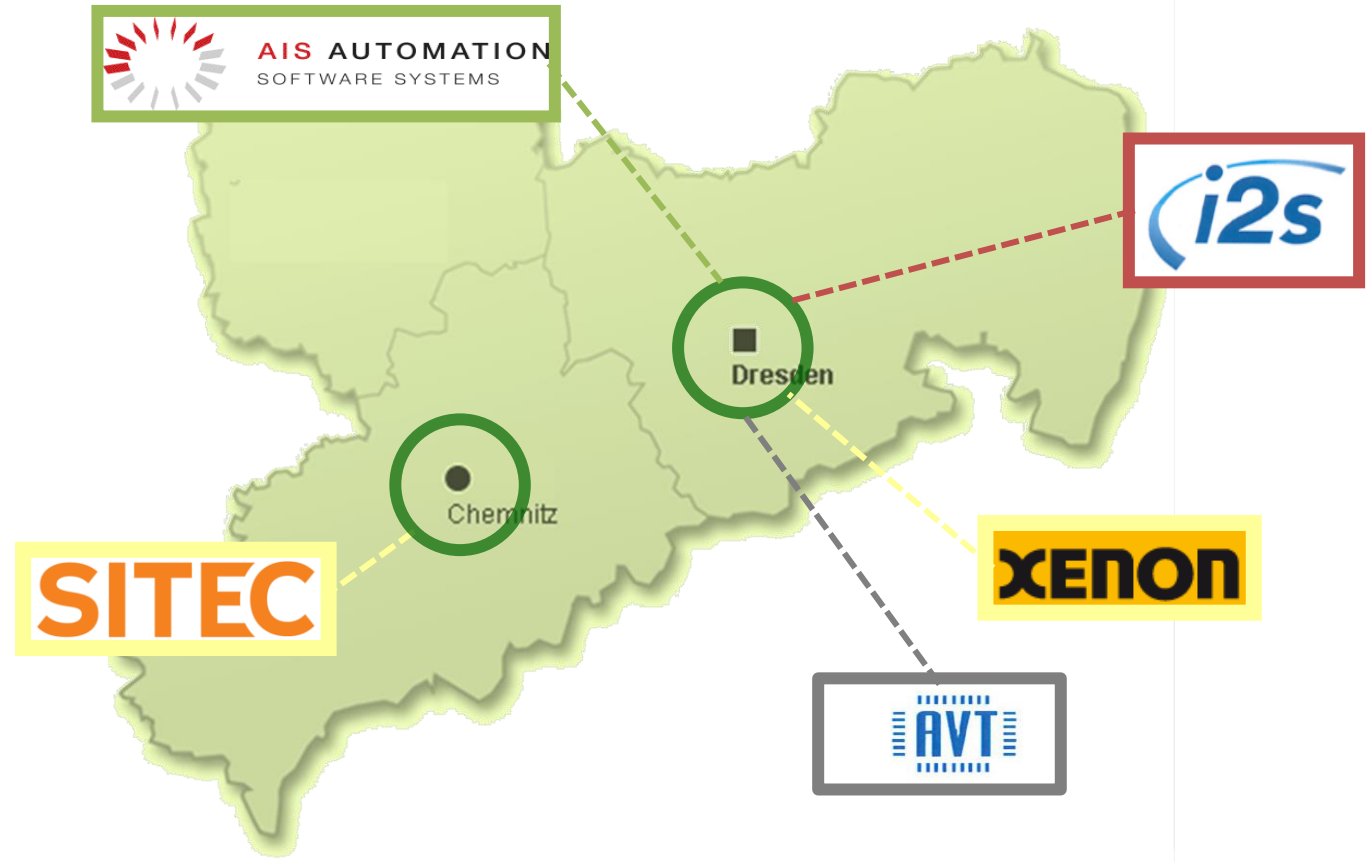 AIS AUTOMATION
SOFTWARE SYSTEMS
i2s
Dresden
Chemnitz
SITEC
XENON
AVT